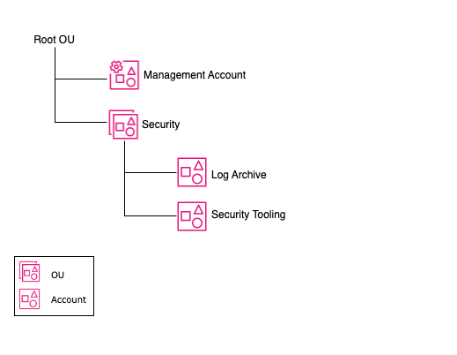 Root OU
Management Account
Security
Log Archive
Security Tooling
OU
Account